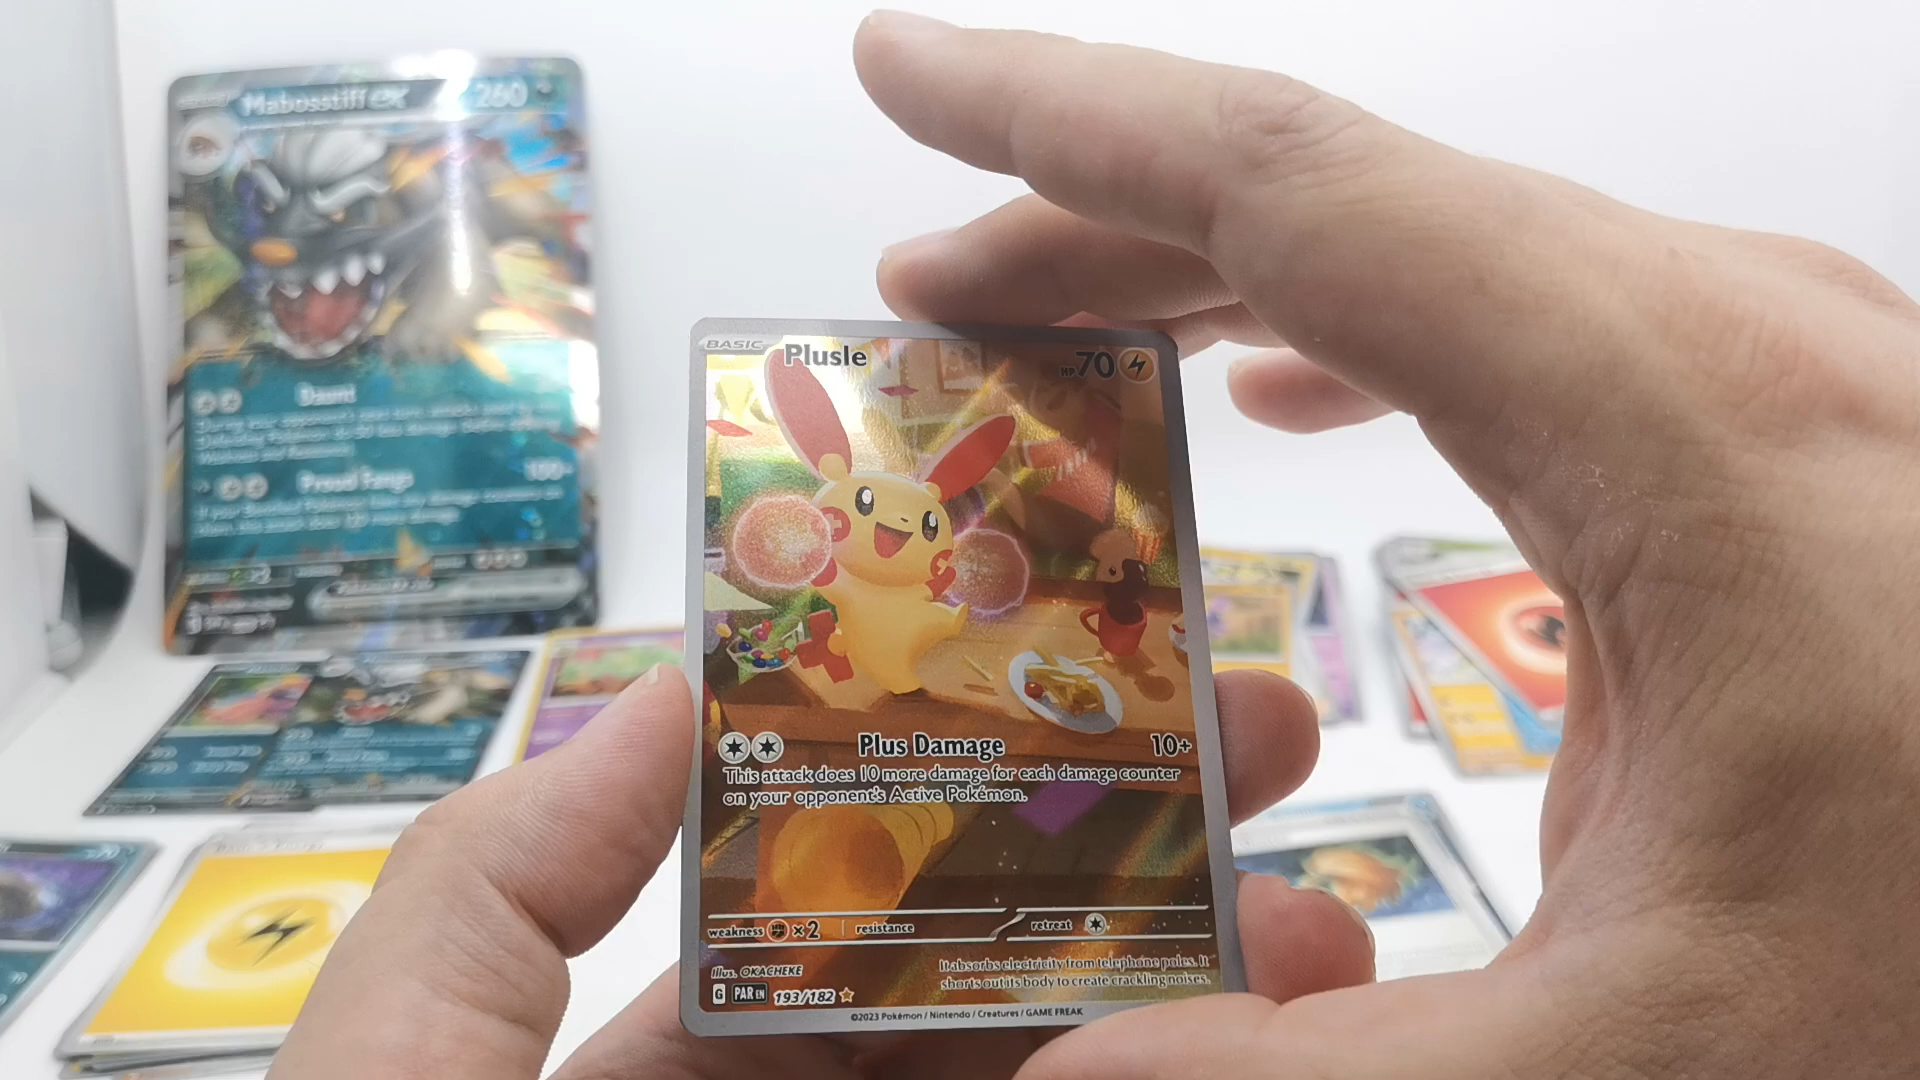 Mabosstiff ex 260
Daunt
Proud Fangs 100+
BASIC Plusle HP 70
Plus Damage 10+
This attack does 10 more damage for each damage counter
on your opponent's Active Pokémon.
weakness ×2 resistance retreat
Illus. OKACHEKE
It absorbs electricity from telephone poles. It
shorts out its body to create crackling noises.
G PAR EN 193/182
©2023 Pokémon / Nintendo / Creatures / GAME FREAK